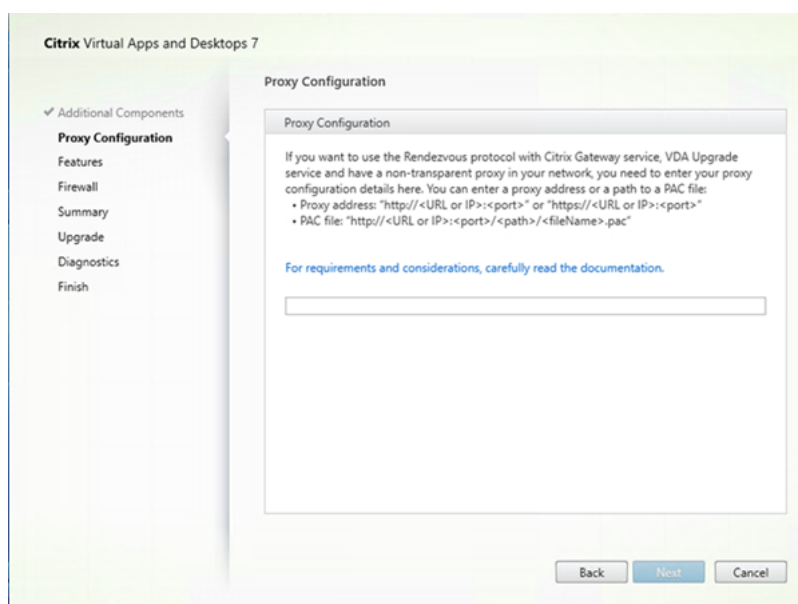 Citrix Virtual Apps and Desktops 7
Proxy Configuration
✔ Additional Components
Proxy Configuration
Features
Firewall
Summary
Upgrade
Diagnostics
Finish
Proxy Configuration
If you want to use the Rendezvous protocol with Citrix Gateway service, VDA Upgrade
service and have a non-transparent proxy in your network, you need to enter your proxy
configuration details here. You can enter a proxy address or a path to a PAC file:
• Proxy address: "http://<URL or IP>:<port>" or "https://<URL or IP>:<port>"
• PAC file: "http://<URL or IP>:<port>/<path>/<fileName>.pac"
For requirements and considerations, carefully read the documentation.
Back
Next
Cancel